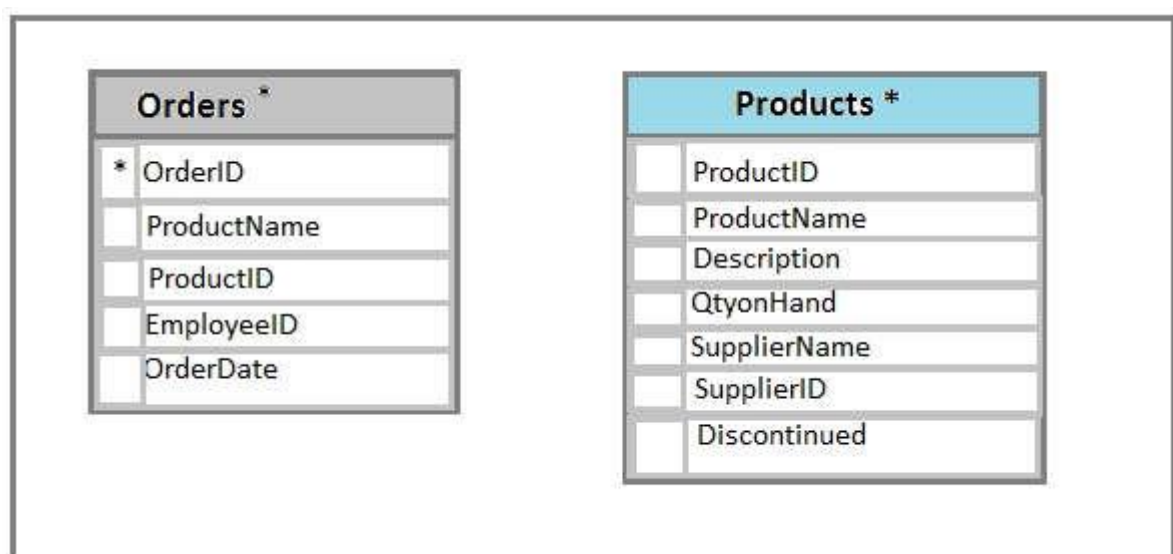 Orders *
* OrderID
ProductName
ProductID
EmployeeID
OrderDate
Products *
ProductID
ProductName
Description
QtyonHand
SupplierName
SupplierID
Discontinued